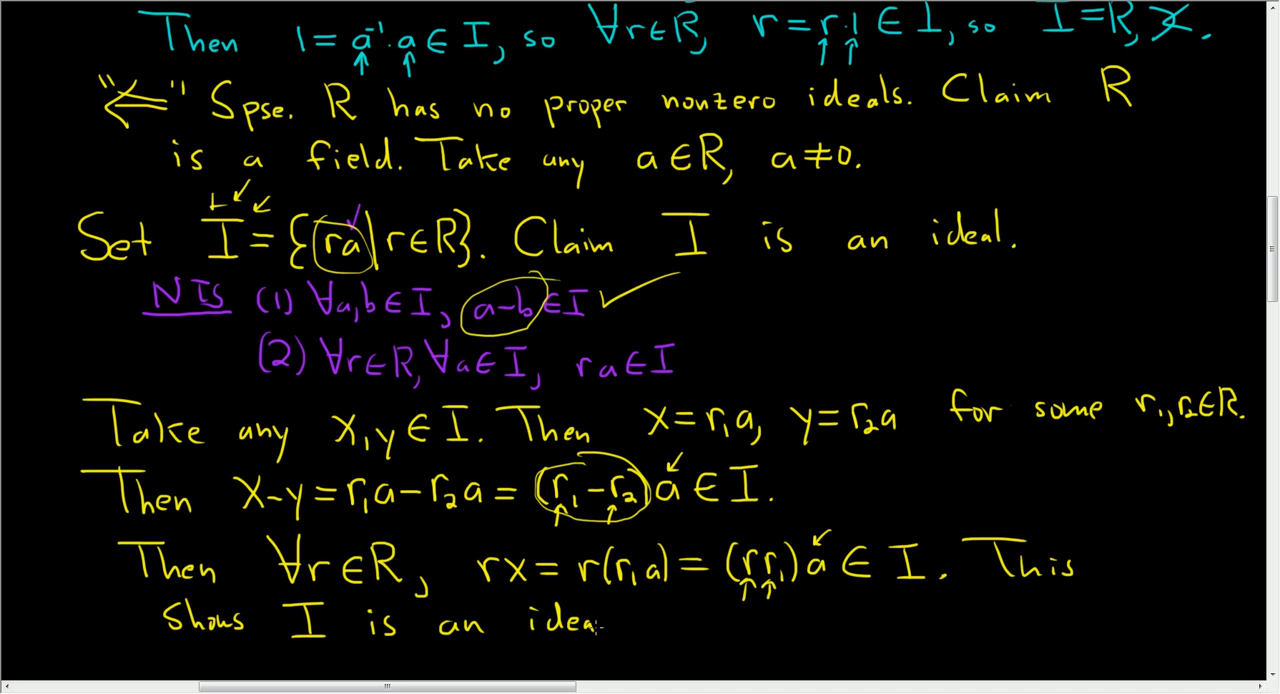 Then 1 = a⁻¹·a ∈ I, so ∀r∈R, r = r·1 ∈ I, so I = R, ※.
"⇐" Spse. R has no proper nonzero ideals. Claim R
is a field. Take any a∈R, a≠0.
Set I = {ra | r∈R}. Claim I is an ideal.
NTS (1) ∀a,b ∈ I, a-b ∈ I ✓
(2) ∀r∈R, ∀a∈I, ra∈I
Take any x,y ∈ I. Then x = r₁a, y = r₂a for some r₁,r₂∈R.
Then x-y = r₁a - r₂a = (r₁-r₂)a ∈ I.
Then ∀r∈R, rx = r(r₁a) = (rr₁)a ∈ I. This
shows I is an idea